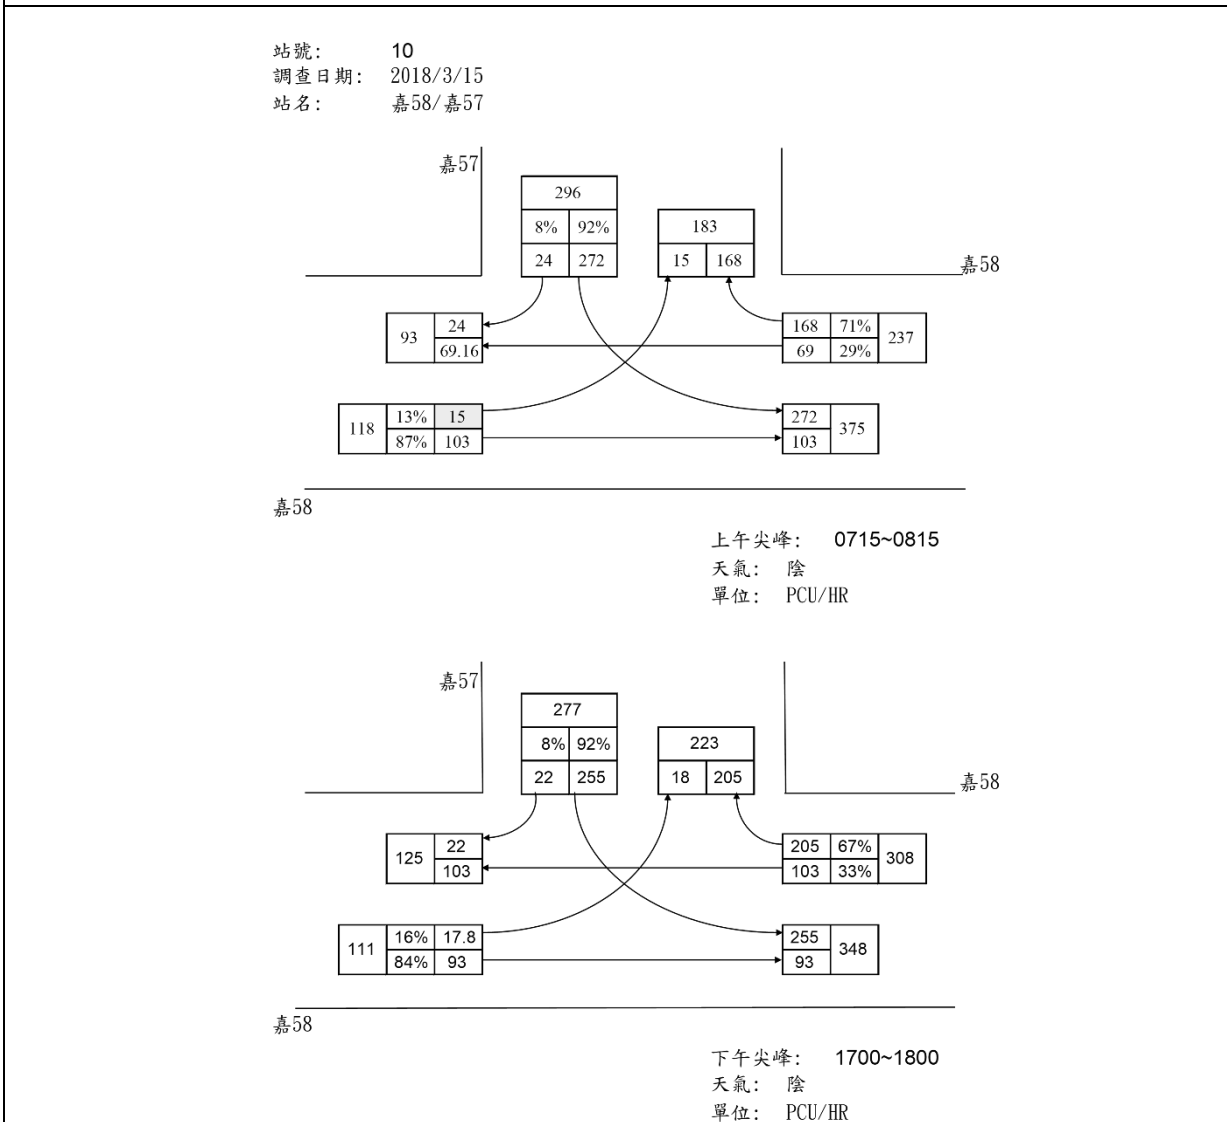 站號: 10
調查日期: 2018/3/15
站名: 嘉58/嘉57
嘉57
296
8% 92%
24 272
183
15 168
嘉58
93
24
69.16
168 71%
69 29%
237
118
13% 15
87% 103
272
103
375
嘉58
上午尖峰: 0715~0815
天氣: 陰
單位: PCU/HR
嘉57
277
8% 92%
22 255
223
18 205
嘉58
125
22
103
205 67%
103 33%
308
111
16% 17.8
84% 93
255
93
348
嘉58
下午尖峰: 1700~1800
天氣: 陰
單位: PCU/HR